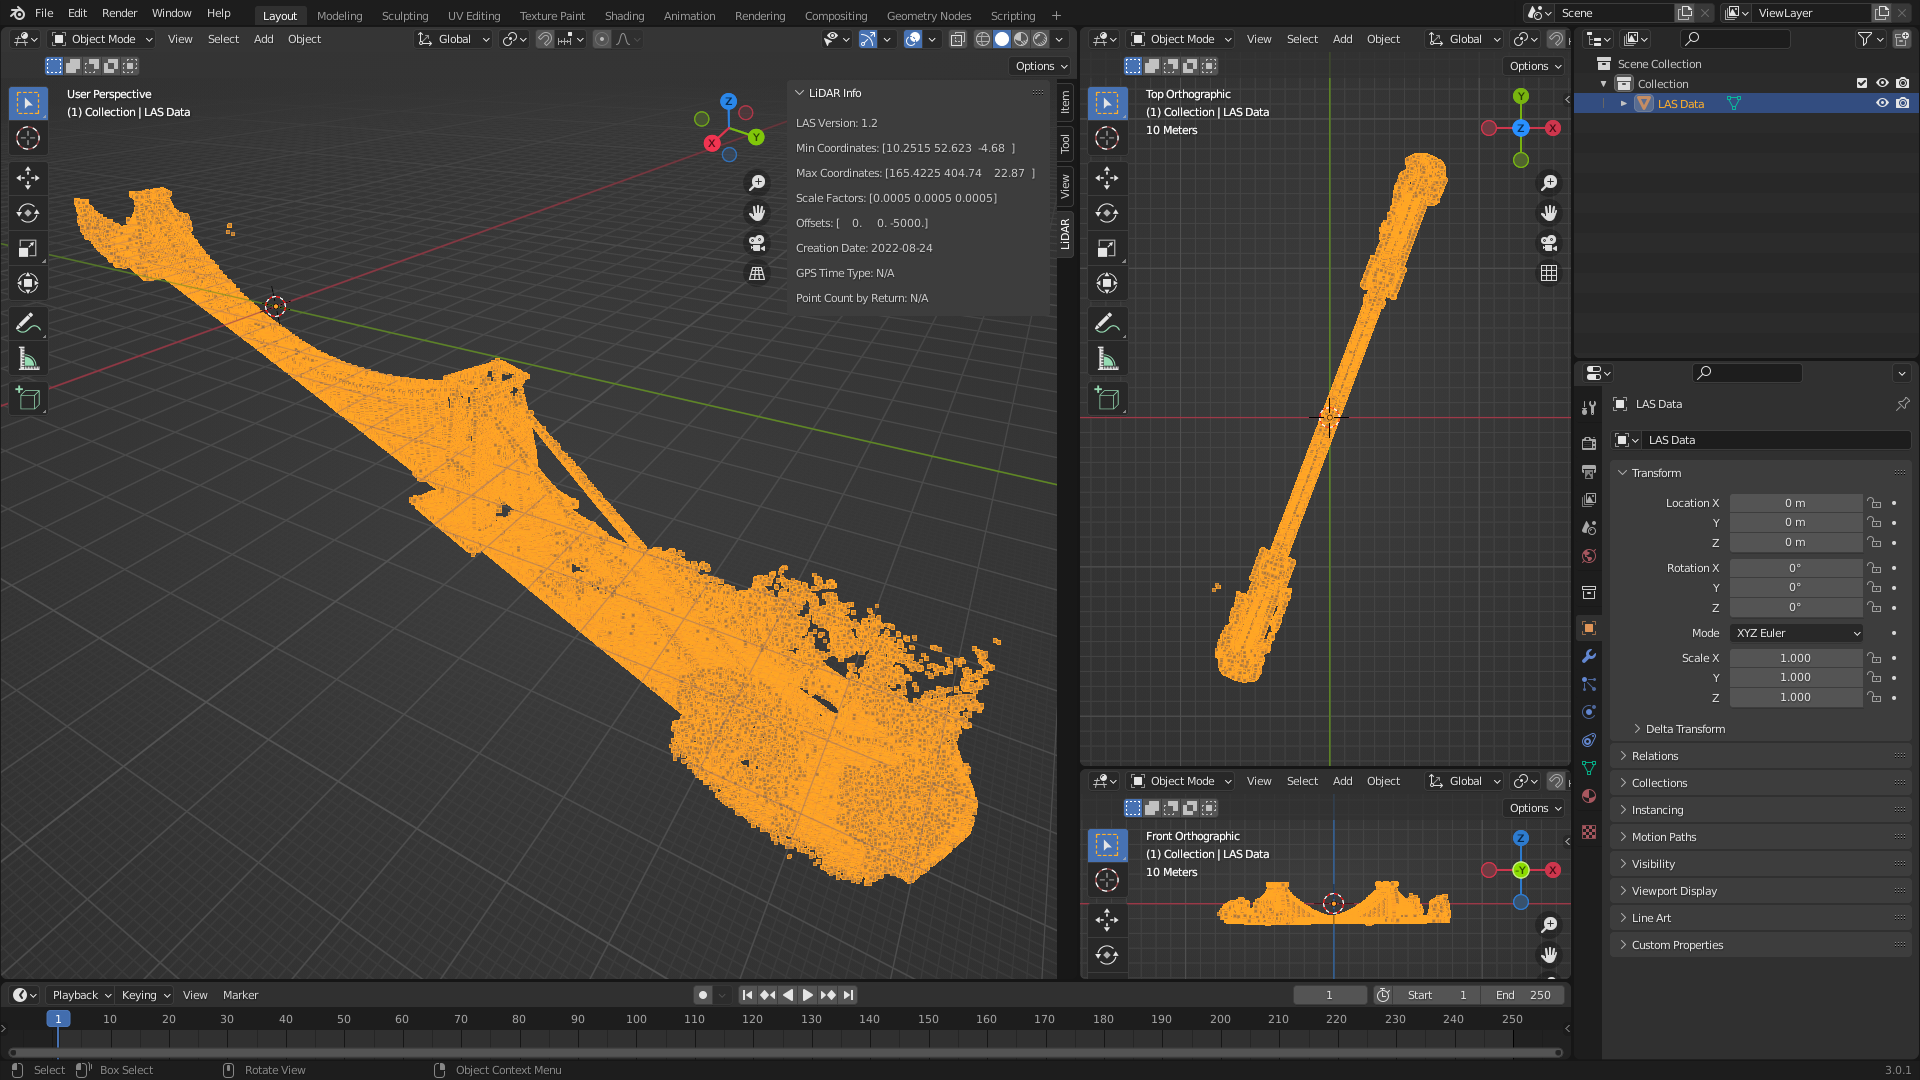 File Edit Render Window Help
Layout Modeling Sculpting UV Editing Texture Paint Shading Animation Rendering Compositing Geometry Nodes Scripting +
Scene
ViewLayer
Object Mode View Select Add Object Global
Options
User Perspective
(1) Collection | LAS Data
Z
Y
X
LiDAR Info
LAS Version: 1.2
Min Coordinates: [10.2515 52.623 -4.68 ]
Max Coordinates: [165.4225 404.74 22.87 ]
Scale Factors: [0.0005 0.0005 0.0005]
Offsets: [ 0. 0. -5000.]
Creation Date: 2022-08-24
GPS Time Type: N/A
Point Count by Return: N/A
Item
Tool
View
LiDAR
Object Mode View Select Add Object Global
Options
Top Orthographic
(1) Collection | LAS Data
10 Meters
Y
Z
X
Object Mode View Select Add Object Global
Options
Front Orthographic
(1) Collection | LAS Data
10 Meters
Z
-Y
X
Scene Collection
Collection
LAS Data
LAS Data
LAS Data
Transform
Location X 0 m
Y 0 m
Z 0 m
Rotation X 0°
Y 0°
Z 0°
Mode XYZ Euler
Scale X 1.000
Y 1.000
Z 1.000
Delta Transform
Relations
Collections
Instancing
Motion Paths
Visibility
Viewport Display
Line Art
Custom Properties
Playback Keying View Marker
1 Start 1 End 250
1 10 20 30 40 50 60 70 80 90 100 110 120 130 140 150 160 170 180 190 200 210 220 230 240 250
Select Box Select Rotate View Object Context Menu 3.0.1